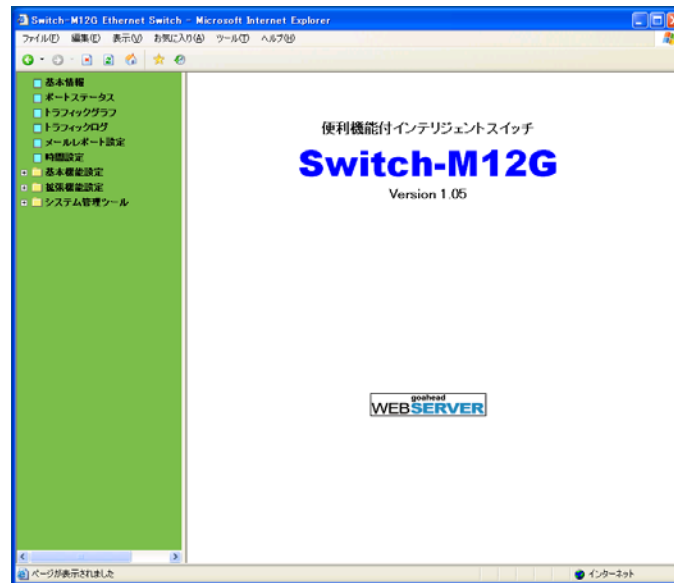 Switch-M12G Ethernet Switch - Microsoft Internet Explorer
ファイル(F) 編集(E) 表示(V) お気に入り(A) ツール(T) ヘルプ(H)
基本情報
ポートステータス
トラフィックグラフ
トラフィックログ
メールレポート設定
時間設定
基本機能設定
拡張機能設定
システム管理ツール
便利機能付インテリジェントスイッチ
Switch-M12G
Version 1.05
goahead
WEBSERVER
ページが表示されました インターネット